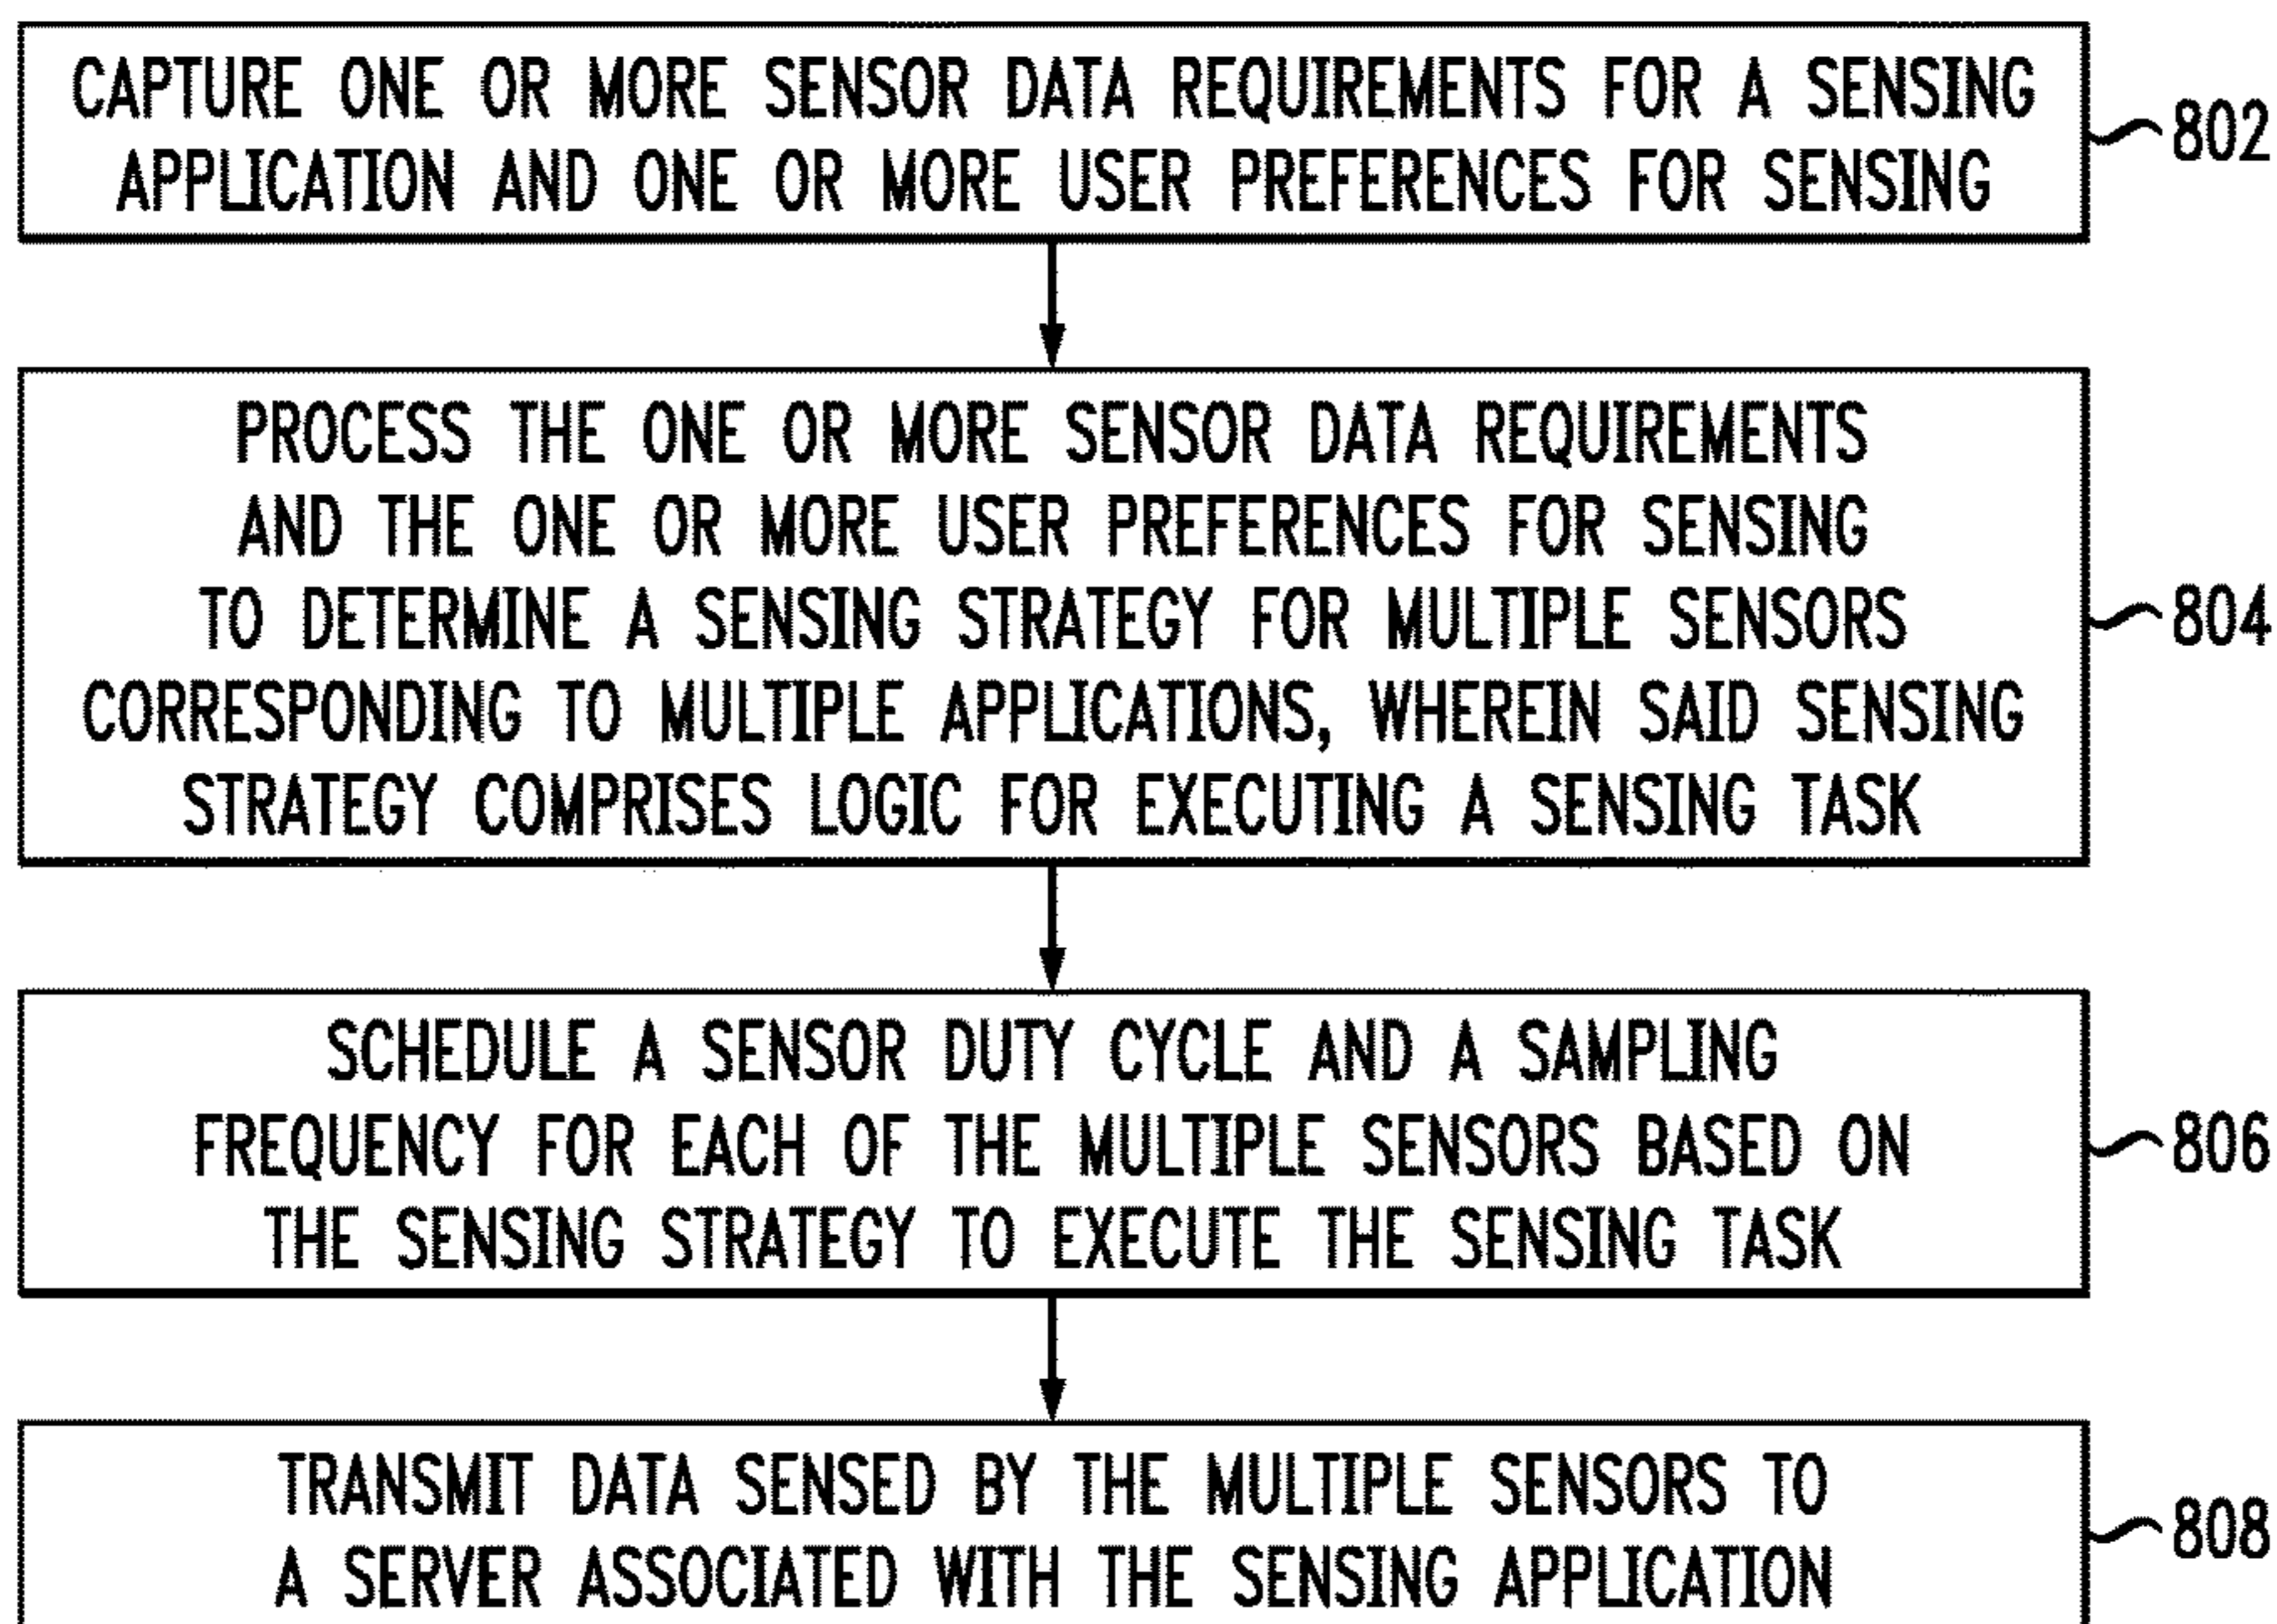 CAPTURE ONE OR MORE SENSOR DATA REQUIREMENTS FOR A SENSING
APPLICATION AND ONE OR MORE USER PREFERENCES FOR SENSING
802
PROCESS THE ONE OR MORE SENSOR DATA REQUIREMENTS
AND THE ONE OR MORE USER PREFERENCES FOR SENSING
TO DETERMINE A SENSING STRATEGY FOR MULTIPLE SENSORS
CORRESPONDING TO MULTIPLE APPLICATIONS, WHEREIN SAID SENSING
STRATEGY COMPRISES LOGIC FOR EXECUTING A SENSING TASK
804
SCHEDULE A SENSOR DUTY CYCLE AND A SAMPLING
FREQUENCY FOR EACH OF THE MULTIPLE SENSORS BASED ON
THE SENSING STRATEGY TO EXECUTE THE SENSING TASK
806
TRANSMIT DATA SENSED BY THE MULTIPLE SENSORS TO
A SERVER ASSOCIATED WITH THE SENSING APPLICATION
808